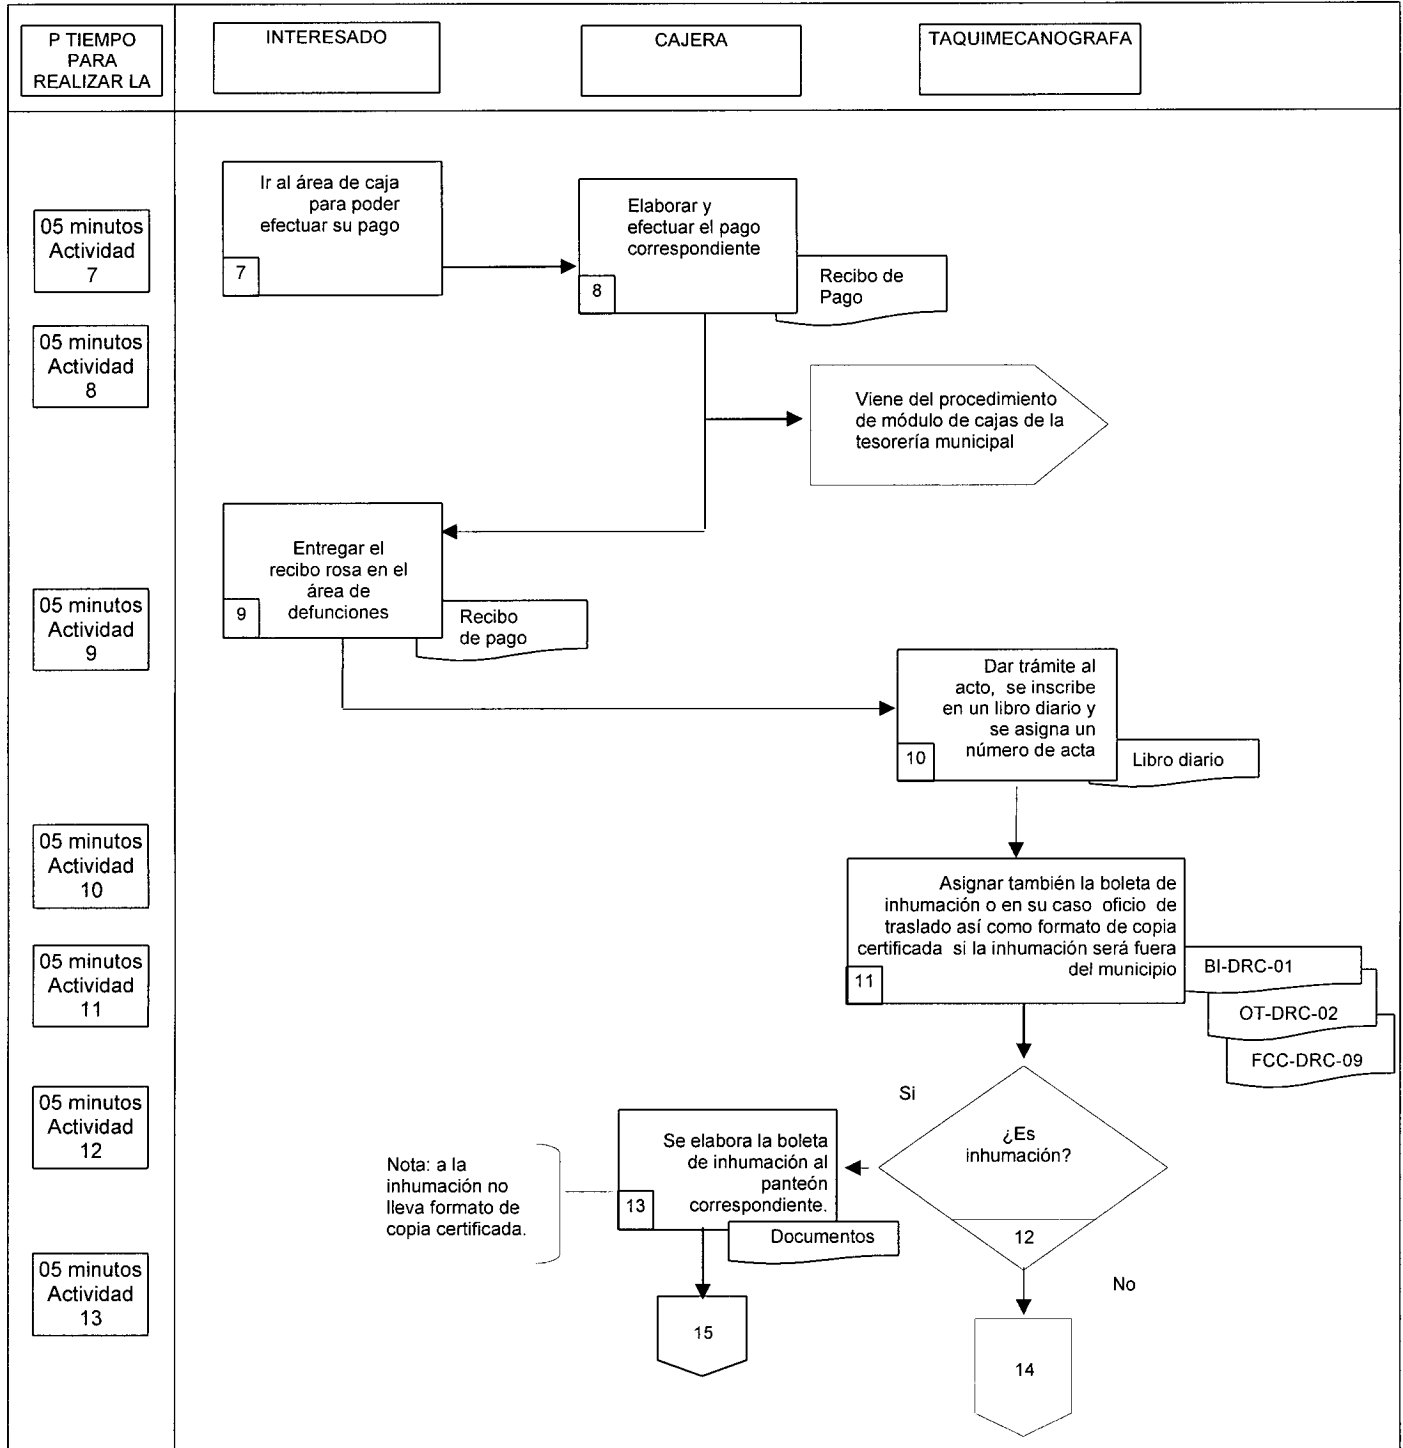 P TIEMPO
PARA
REALIZAR LA
INTERESADO
CAJERA
TAQUIMECANOGRAFA
05 minutos
Actividad
7
Ir al área de caja
para poder
efectuar su pago
7
Elaborar y
efectuar el pago
correspondiente
8
Recibo de
Pago
05 minutos
Actividad
8
Viene del procedimiento
de módulo de cajas de la
tesorería municipal
05 minutos
Actividad
9
Entregar el
recibo rosa en el
área de
defunciones
9
Recibo
de pago
Dar trámite al
acto, se inscribe
en un libro diario y
se asigna un
número de acta
10
Libro diario
05 minutos
Actividad
10
Asignar también la boleta de
inhumación o en su caso oficio de
traslado así como formato de copia
certificada si la inhumación será fuera
del municipio
11
BI-DRC-01
OT-DRC-02
FCC-DRC-09
05 minutos
Actividad
11
05 minutos
Actividad
12
Si
¿Es
inhumación?
12
No
Se elabora la boleta
de inhumación al
panteón
correspondiente.
13
Documentos
Nota: a la
inhumación no
lleva formato de
copia certificada.
05 minutos
Actividad
13
15
14